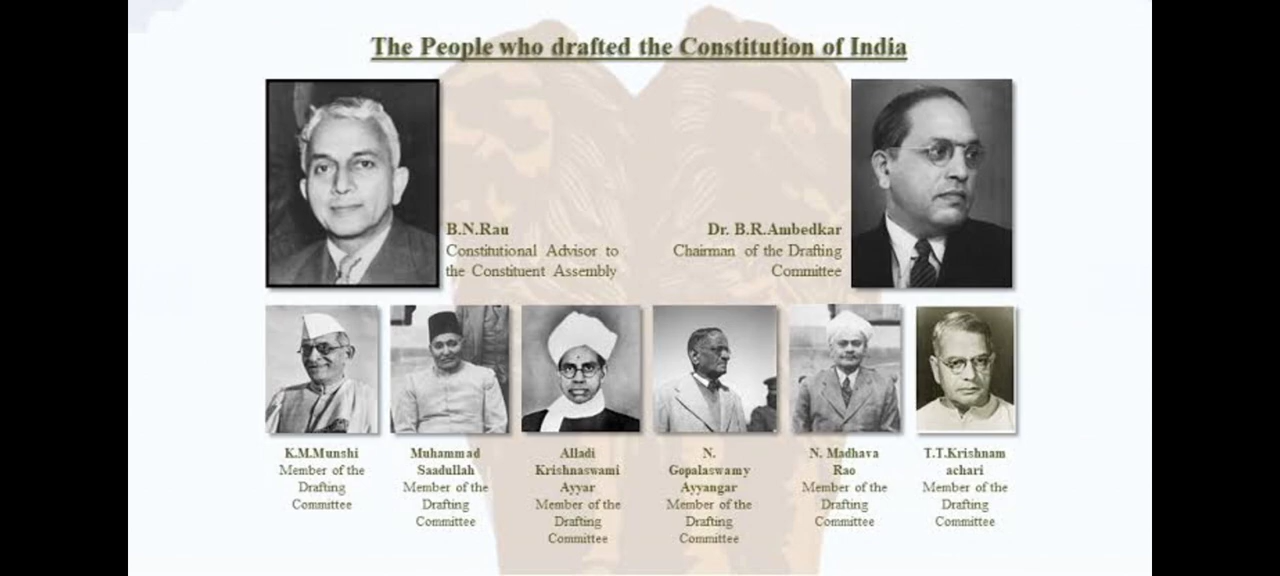 The People who drafted the Constitution of India
B.N.Rau
Constitutional Advisor to
the Constituent Assembly
Dr. B.R.Ambedkar
Chairman of the Drafting
Committee
K.M.Munshi
Member of the
Drafting
Committee
Muhammad
Saadullah
Member of the
Drafting
Committee
Alladi
Krishnaswami
Ayyar
Member of the
Drafting
Committee
N.
Gopalaswamy
Ayyangar
Member of the
Drafting
Committee
N. Madhava
Rao
Member of the
Drafting
Committee
T.T.Krishnam
achari
Member of the
Drafting
Committee